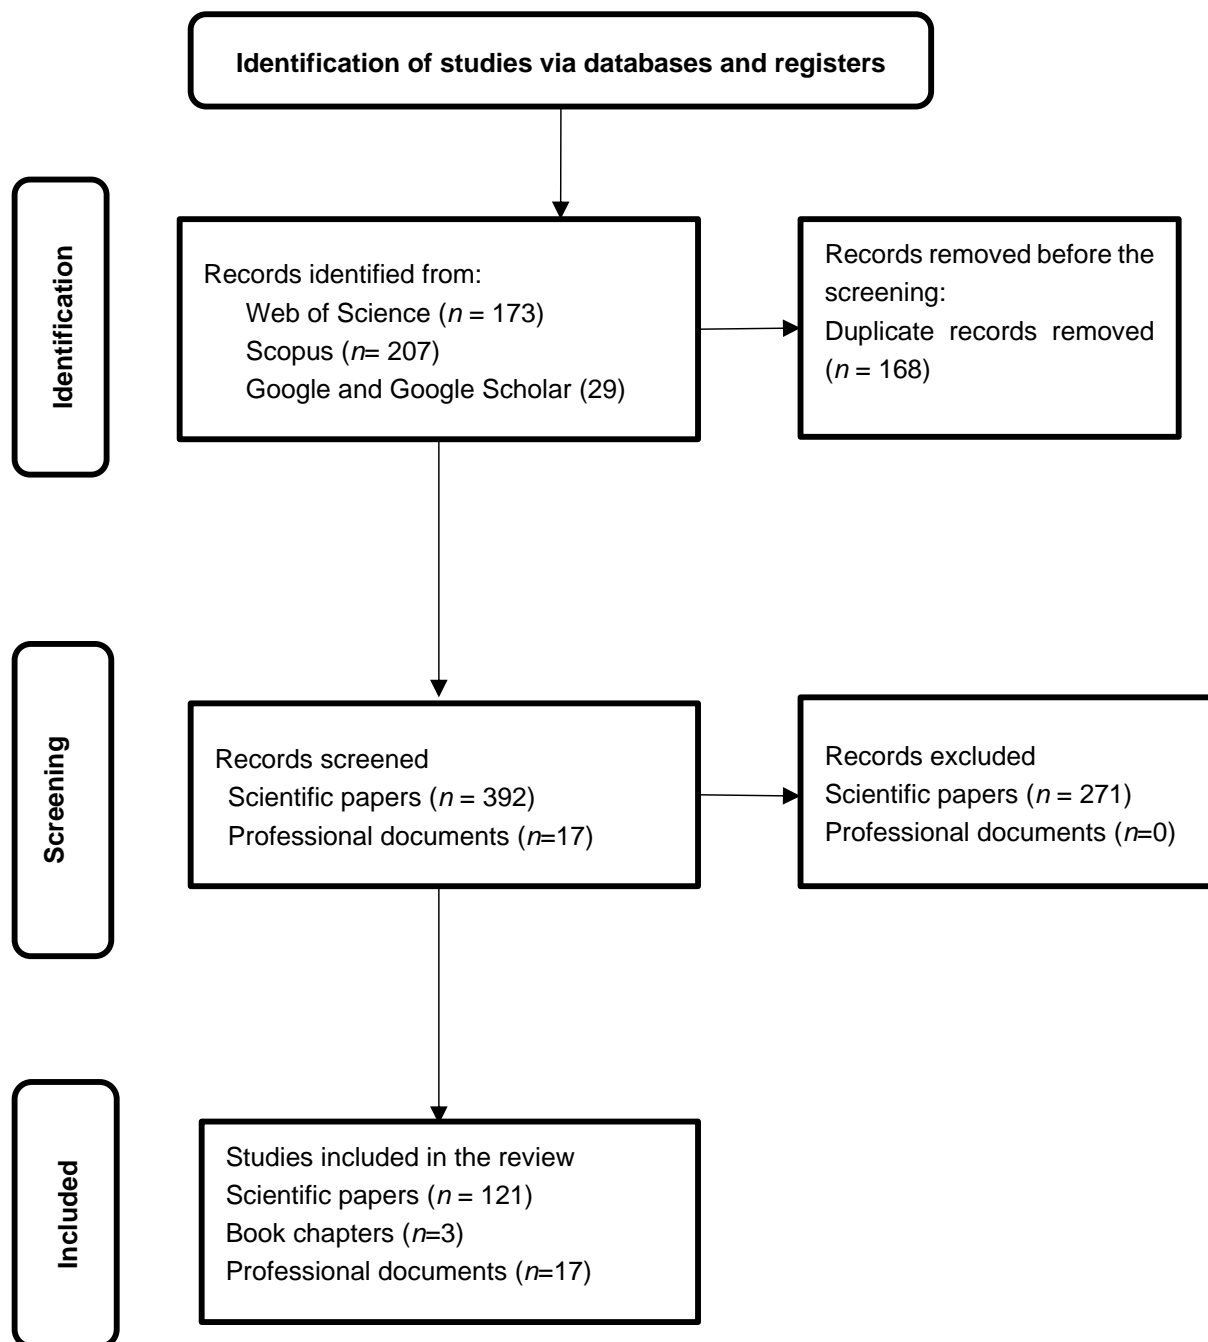 Identification of studies via databases and registers
Identification
Records identified from:
Web of Science (n = 173)
Scopus (n= 207)
Google and Google Scholar (29)
Records removed before the
screening:
Duplicate records removed
(n = 168)
Screening
Records screened
Scientific papers (n = 392)
Professional documents (n=17)
Records excluded
Scientific papers (n = 271)
Professional documents (n=0)
Included
Studies included in the review
Scientific papers (n = 121)
Book chapters (n=3)
Professional documents (n=17)